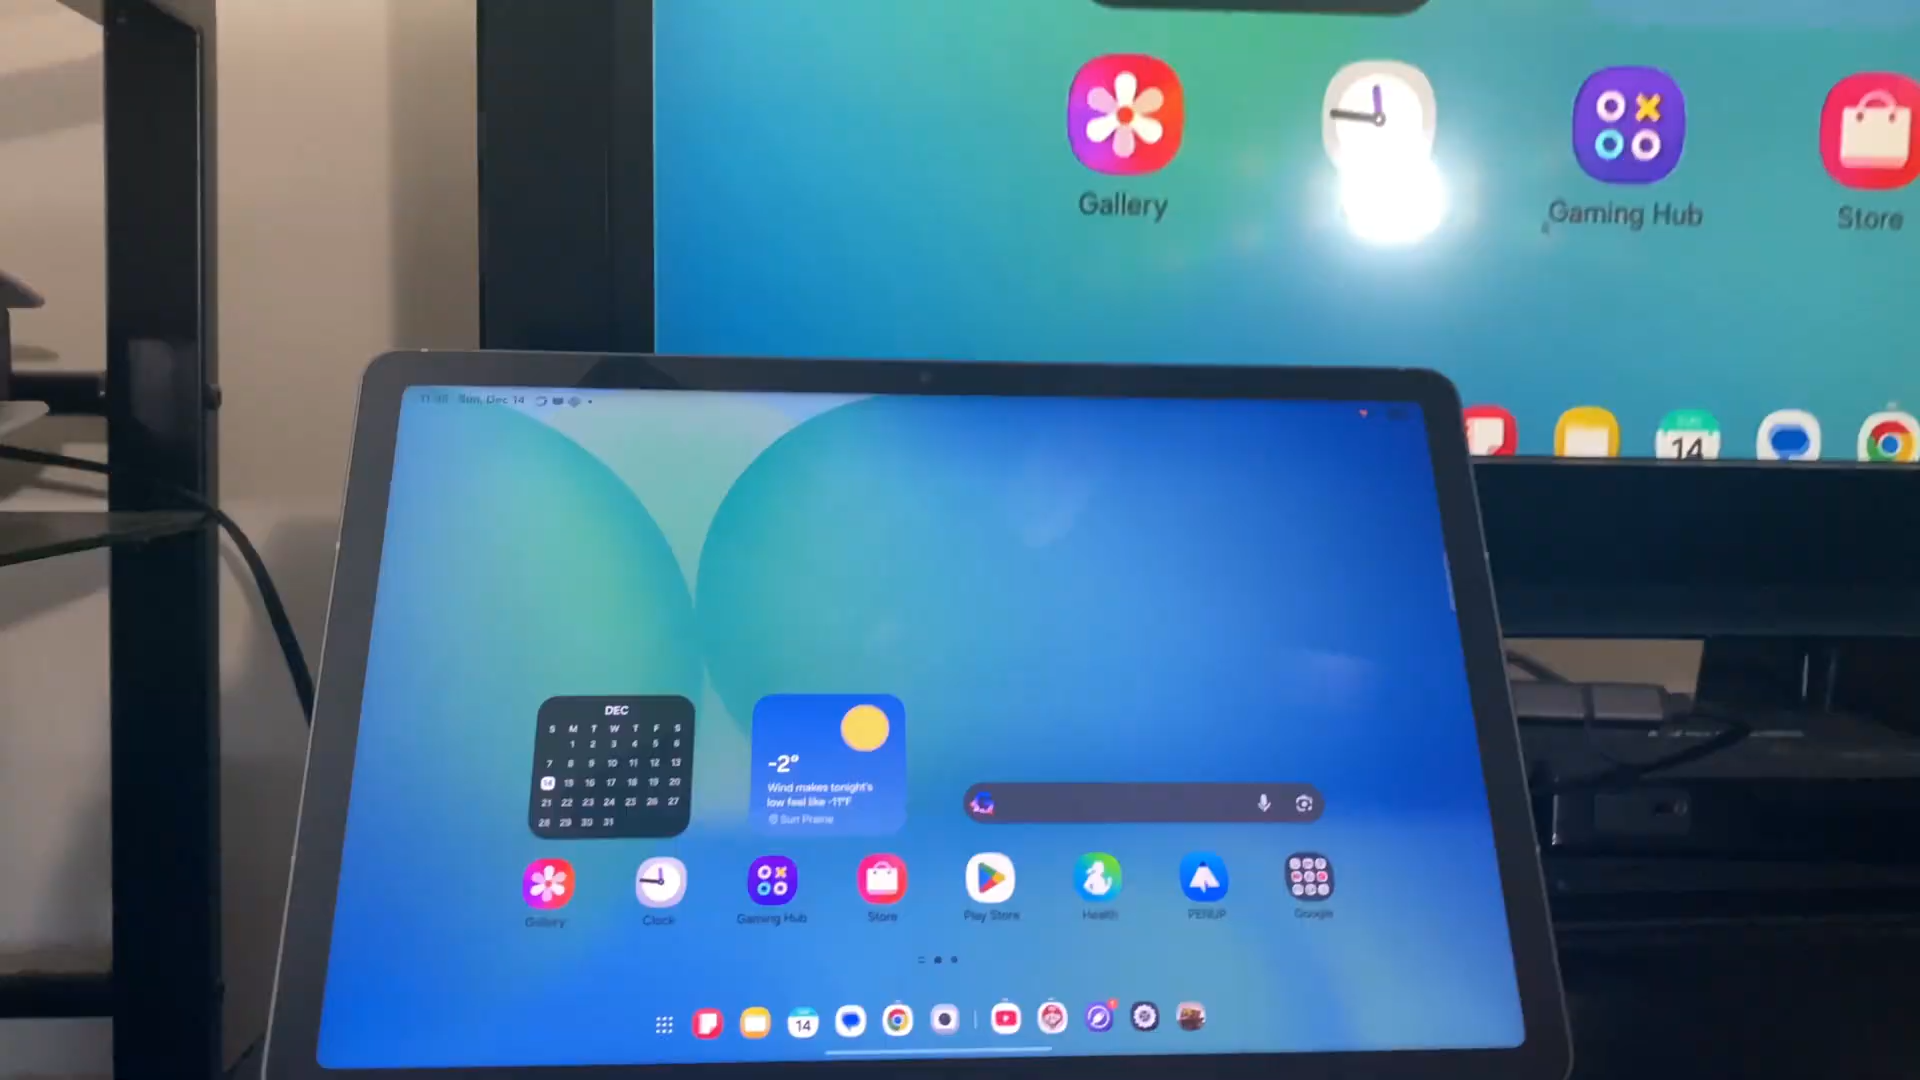 Gallery
Gaming Hub
Store
14
Sun, Dec 14
DEC
S M T W T F S
1 2 3 4 5 6
7 8 9 10 11 12 13
14 15 16 17 18 19 20
21 22 23 24 25 26 27
28 29 30 31
-2°
Wind makes tonight's
low feel like -11°F
Sun Prairie
Gallery
Clock
Gaming Hub
Store
Play Store
Health
PENUP
Google
14